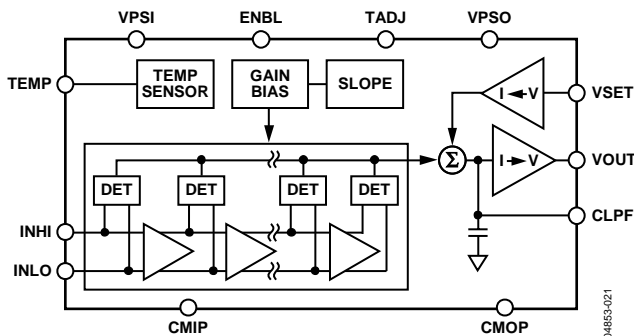 VPSI ENBL TADJ VPSO
TEMP
TEMP SENSOR
GAIN BIAS
SLOPE
I V
VSET
Σ
I V
VOUT
DET DET DET DET
CLPF
INHI
INLO
CMIP CMOP
04853-021